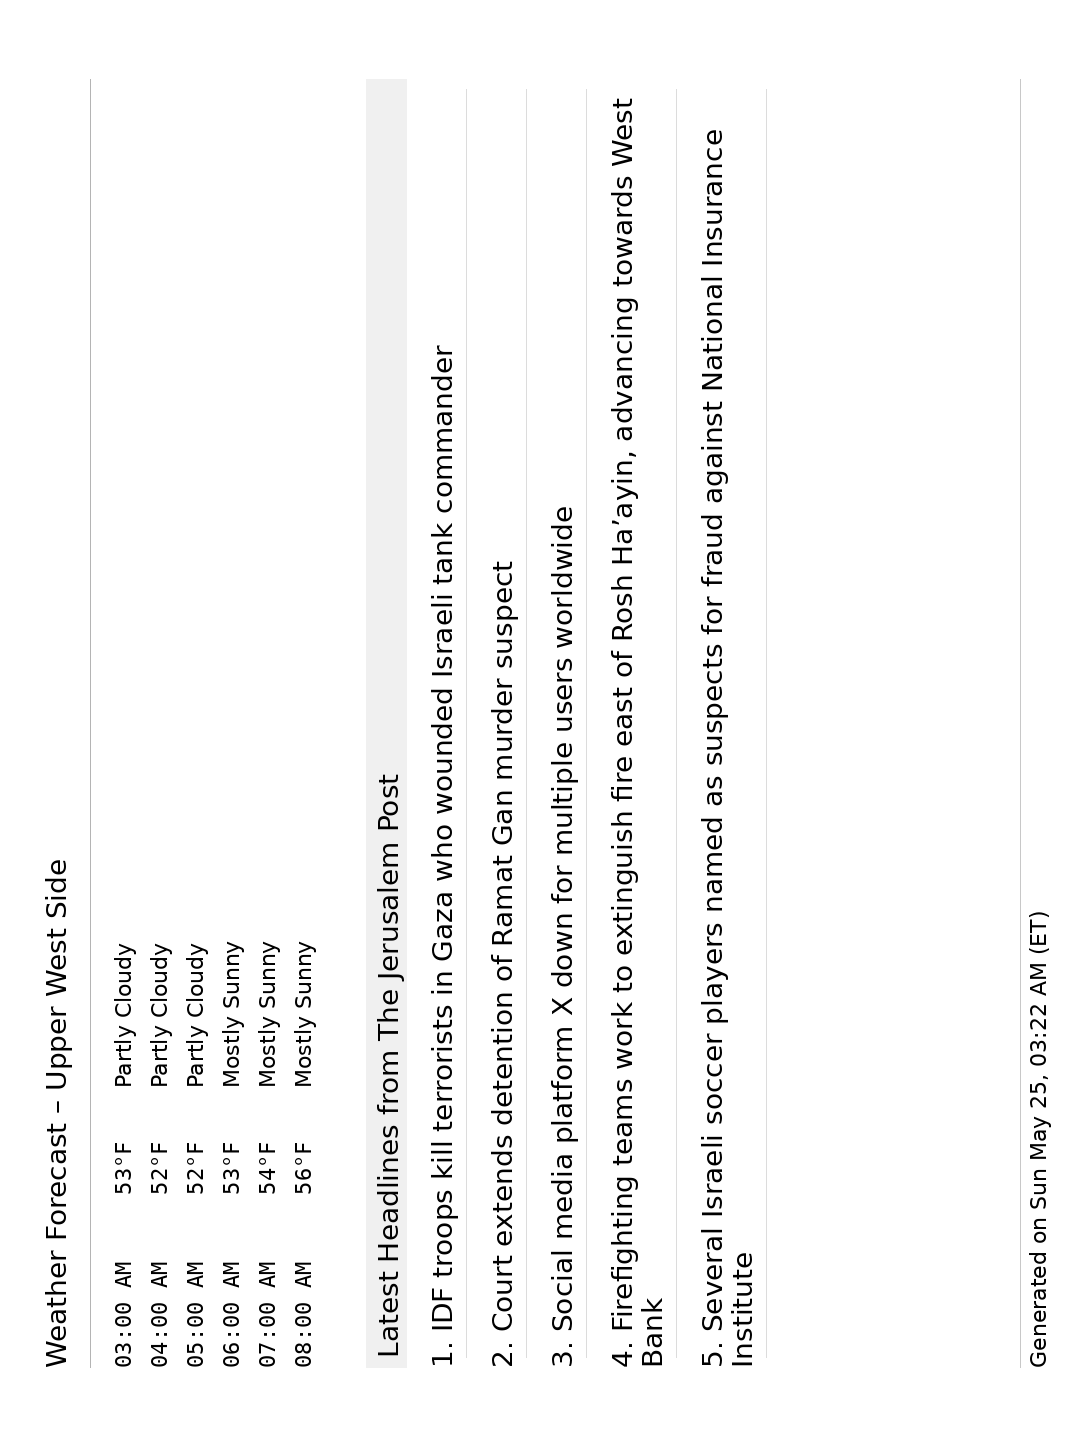 Weather Forecast – Upper West Side
03:00 AM 53°F Partly Cloudy
04:00 AM 52°F Partly Cloudy
05:00 AM 52°F Partly Cloudy
06:00 AM 53°F Mostly Sunny
07:00 AM 54°F Mostly Sunny
08:00 AM 56°F Mostly Sunny
Latest Headlines from The Jerusalem Post
1. IDF troops kill terrorists in Gaza who wounded Israeli tank commander
2. Court extends detention of Ramat Gan murder suspect
3. Social media platform X down for multiple users worldwide
4. Firefighting teams work to extinguish fire east of Rosh Ha’ayin, advancing towards West
Bank
5. Several Israeli soccer players named as suspects for fraud against National Insurance
Institute
Generated on Sun May 25, 03:22 AM (ET)